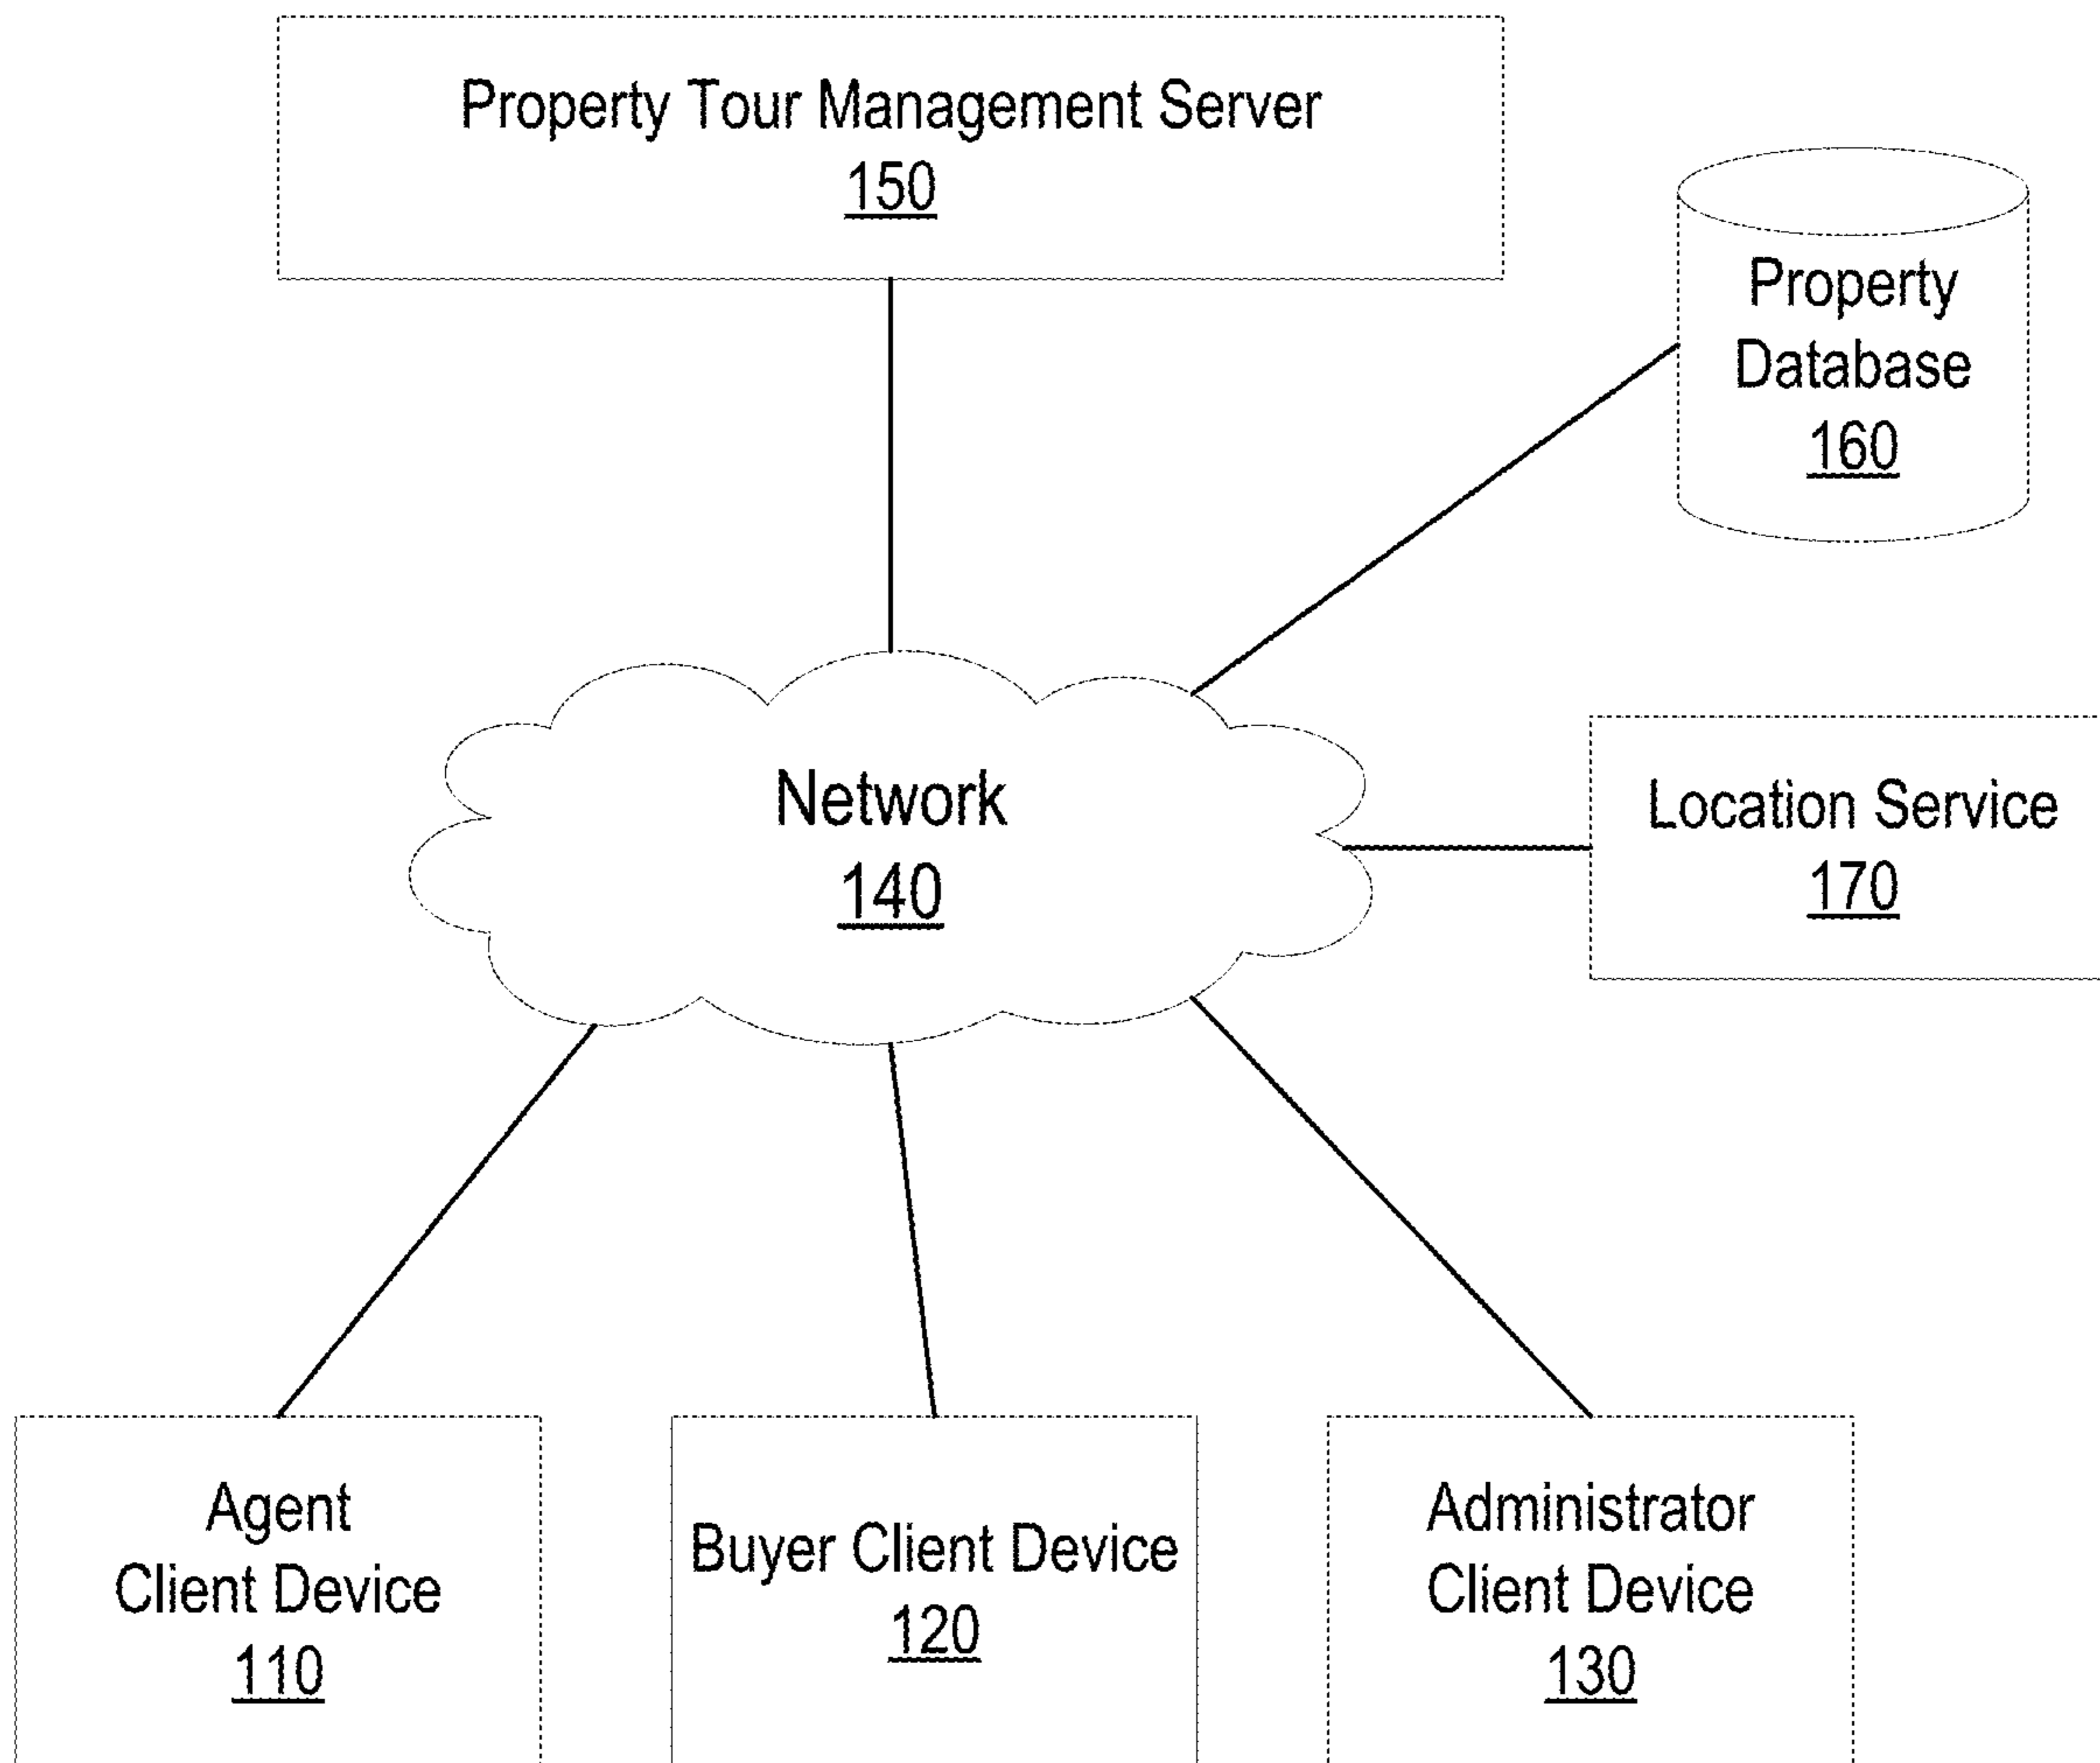 Property Tour Management Server
150
Property
Database
160
Network
140
Location Service
170
Agent
Client Device
110
Buyer Client Device
120
Administrator
Client Device
130